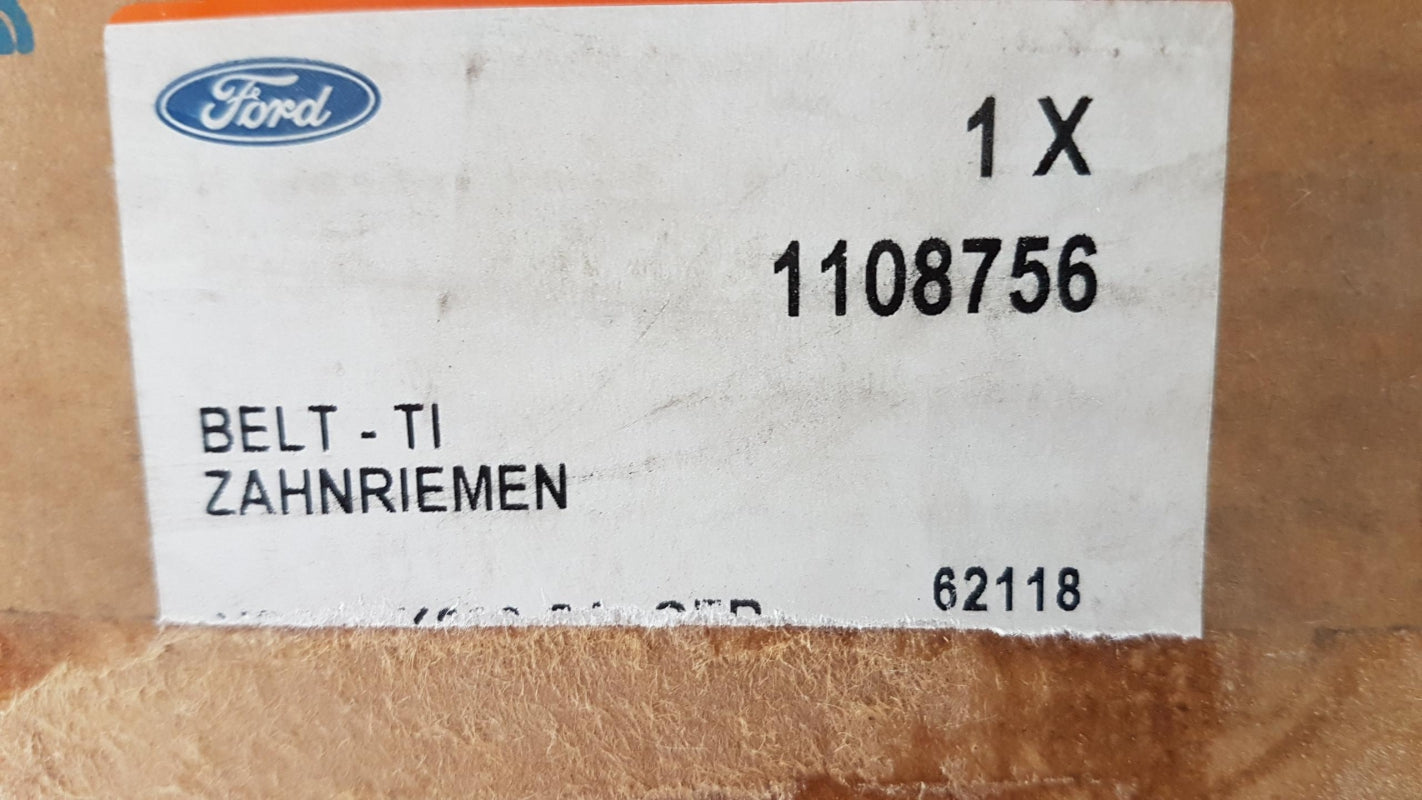 Ford
1 X
1108756
BELT - TI
ZAHNRIEMEN
62118